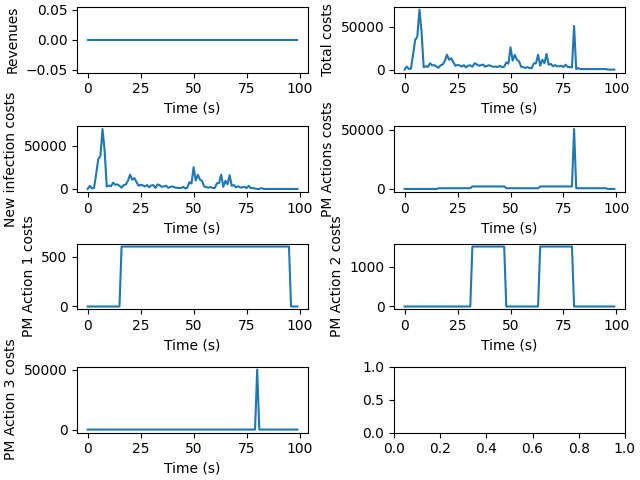 Revenues
0.05
0.00
−0.05
0 25 50 75 100
Time (s)
Total costs
50000
0
0 25 50 75 100
Time (s)
New infection costs
50000
0
0 25 50 75 100
Time (s)
PM Actions costs
50000
0
0 25 50 75 100
Time (s)
PM Action 1 costs
500
0
0 25 50 75 100
Time (s)
PM Action 2 costs
1000
0
0 25 50 75 100
Time (s)
PM Action 3 costs
50000
0
0 25 50 75 100
Time (s)
1.0
0.5
0.0
0.0 0.2 0.4 0.6 0.8 1.0